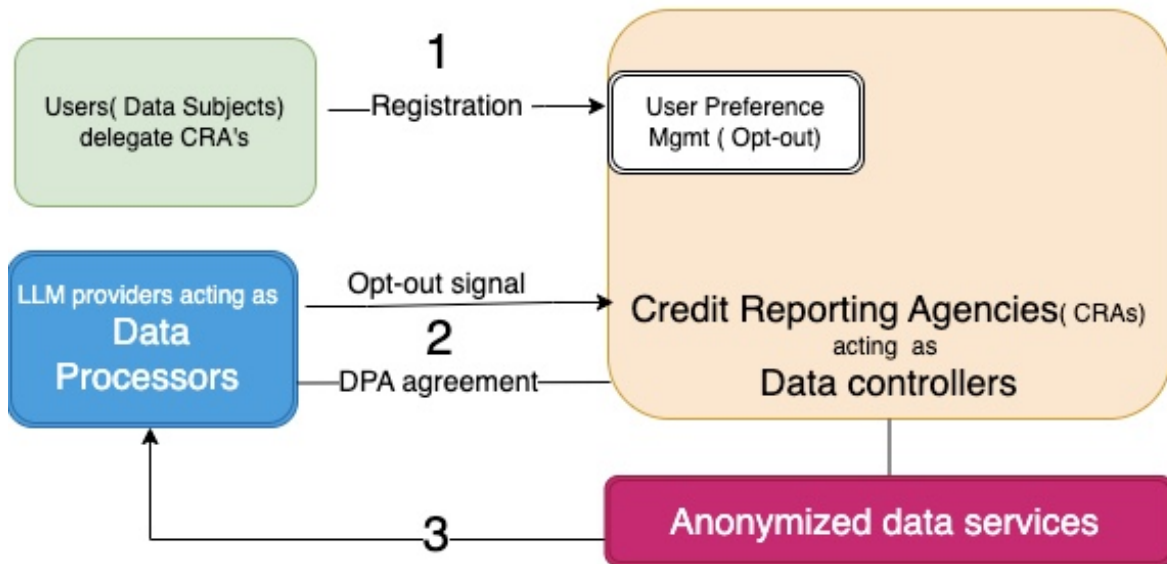 1
Users( Data Subjects)
delegate CRA's
Registration
User Preference
Mgmt ( Opt-out)
LLM providers acting as
Data
Processors
Opt-out signal
2
DPA agreement
Credit Reporting Agencies( CRAs)
acting as
Data controllers
3
Anonymized data services